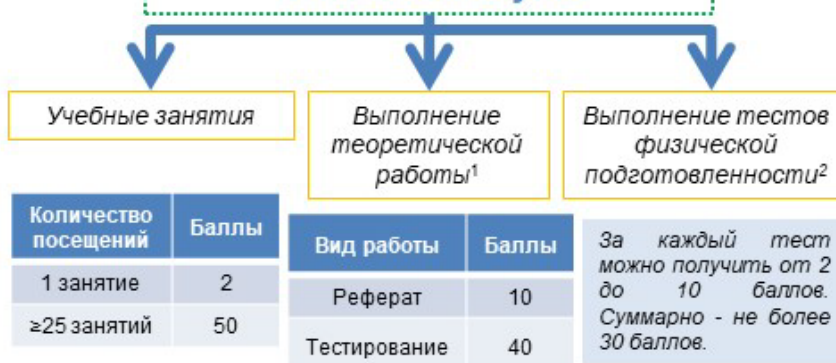 Учебные занятия
Выполнение
теоретической
работы¹
Выполнение тестов
физической
подготовленности²
Количество посещений Баллы
1 занятие 2
≥25 занятий 50
Вид работы Баллы
Реферат 10
Тестирование 40
За каждый тест
можно получить от 2
до 10 баллов.
Суммарно - не более
30 баллов.